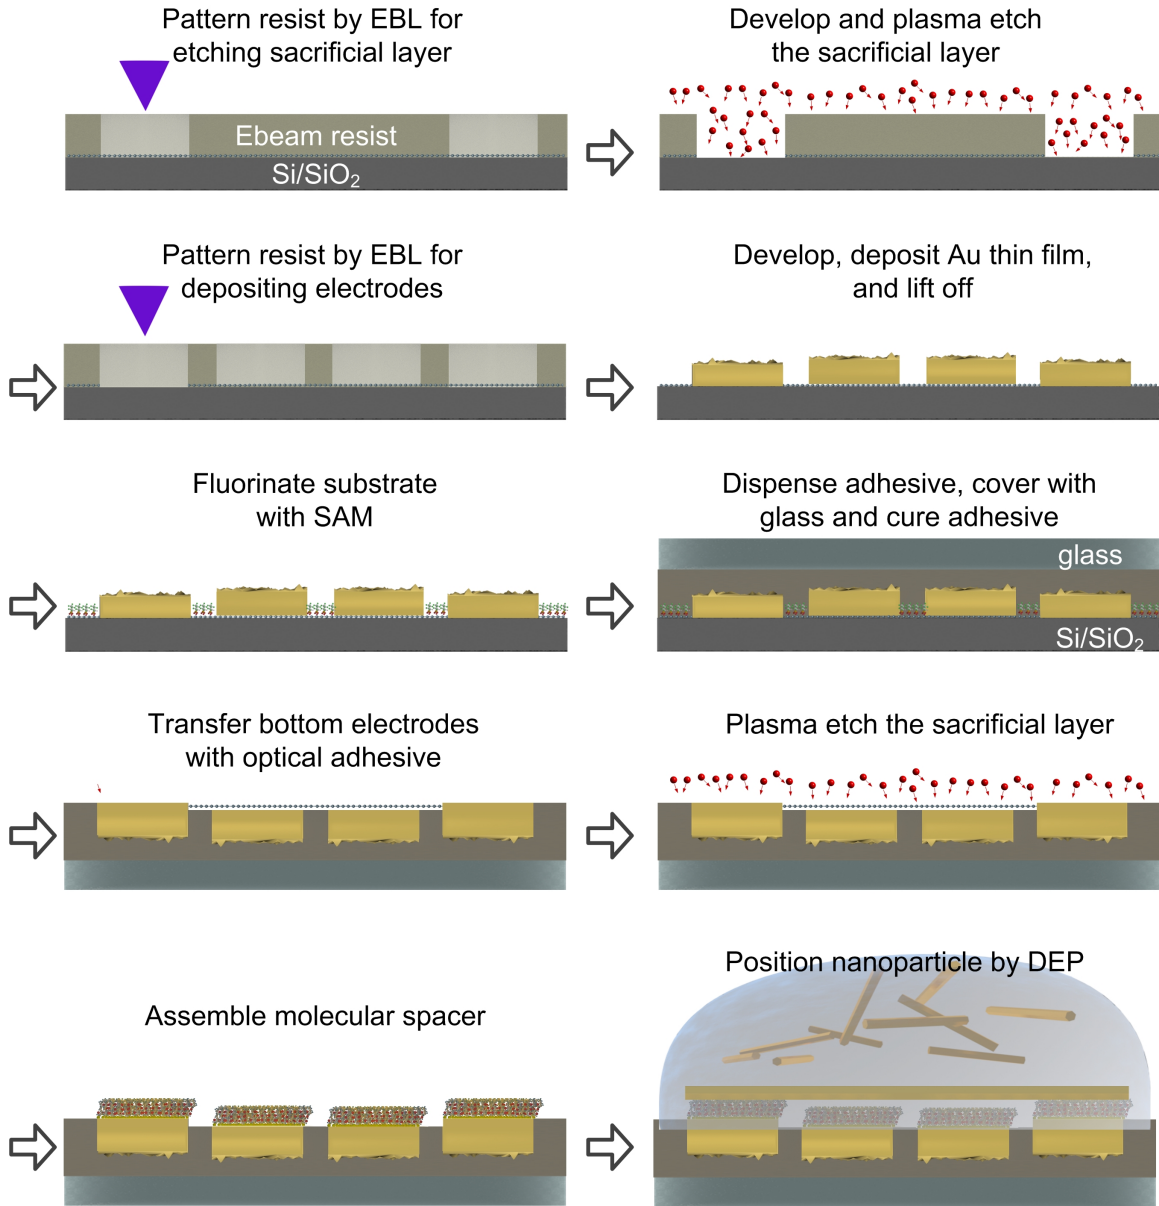 Pattern resist by EBL for
etching sacrificial layer
Ebeam resist
Si/SiO₂
Develop and plasma etch
the sacrificial layer
Pattern resist by EBL for
depositing electrodes
Develop, deposit Au thin film,
and lift off
Fluorinate substrate
with SAM
Dispense adhesive, cover with
glass and cure adhesive
glass
Si/SiO₂
Transfer bottom electrodes
with optical adhesive
Plasma etch the sacrificial layer
Assemble molecular spacer
Position nanoparticle by DEP